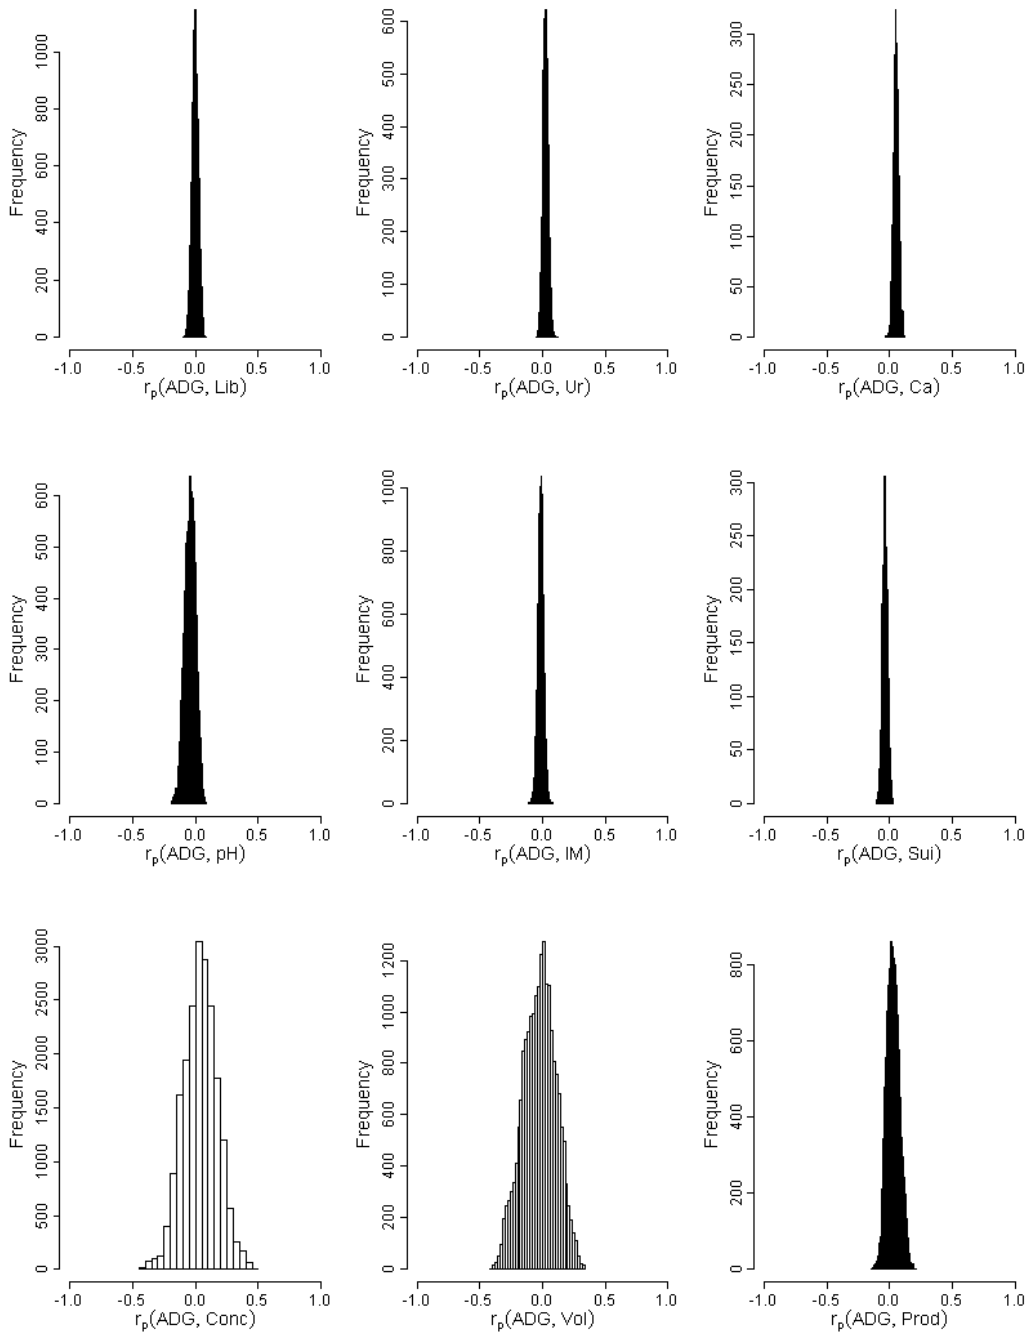 Frequency
0 200 400 600 800 1000
-1.0 -0.5 0.0 0.5 1.0
rp(ADG, Lib)
Frequency
0 100 200 300 400 500 600
-1.0 -0.5 0.0 0.5 1.0
rp(ADG, Ur)
Frequency
0 50 100 150 200 250 300
-1.0 -0.5 0.0 0.5 1.0
rp(ADG, Ca)
Frequency
0 100 200 300 400 500 600
-1.0 -0.5 0.0 0.5 1.0
rp(ADG, pH)
Frequency
0 200 400 600 800 1000
-1.0 -0.5 0.0 0.5 1.0
rp(ADG, IM)
Frequency
0 50 100 150 200 250 300
-1.0 -0.5 0.0 0.5 1.0
rp(ADG, Sui)
Frequency
0 500 1000 1500 2000 2500 3000
-1.0 -0.5 0.0 0.5 1.0
rp(ADG, Conc)
Frequency
0 200 400 600 800 1000 1200
-1.0 -0.5 0.0 0.5 1.0
rp(ADG, Vol)
Frequency
0 200 400 600 800
-1.0 -0.5 0.0 0.5 1.0
rp(ADG, Prod)